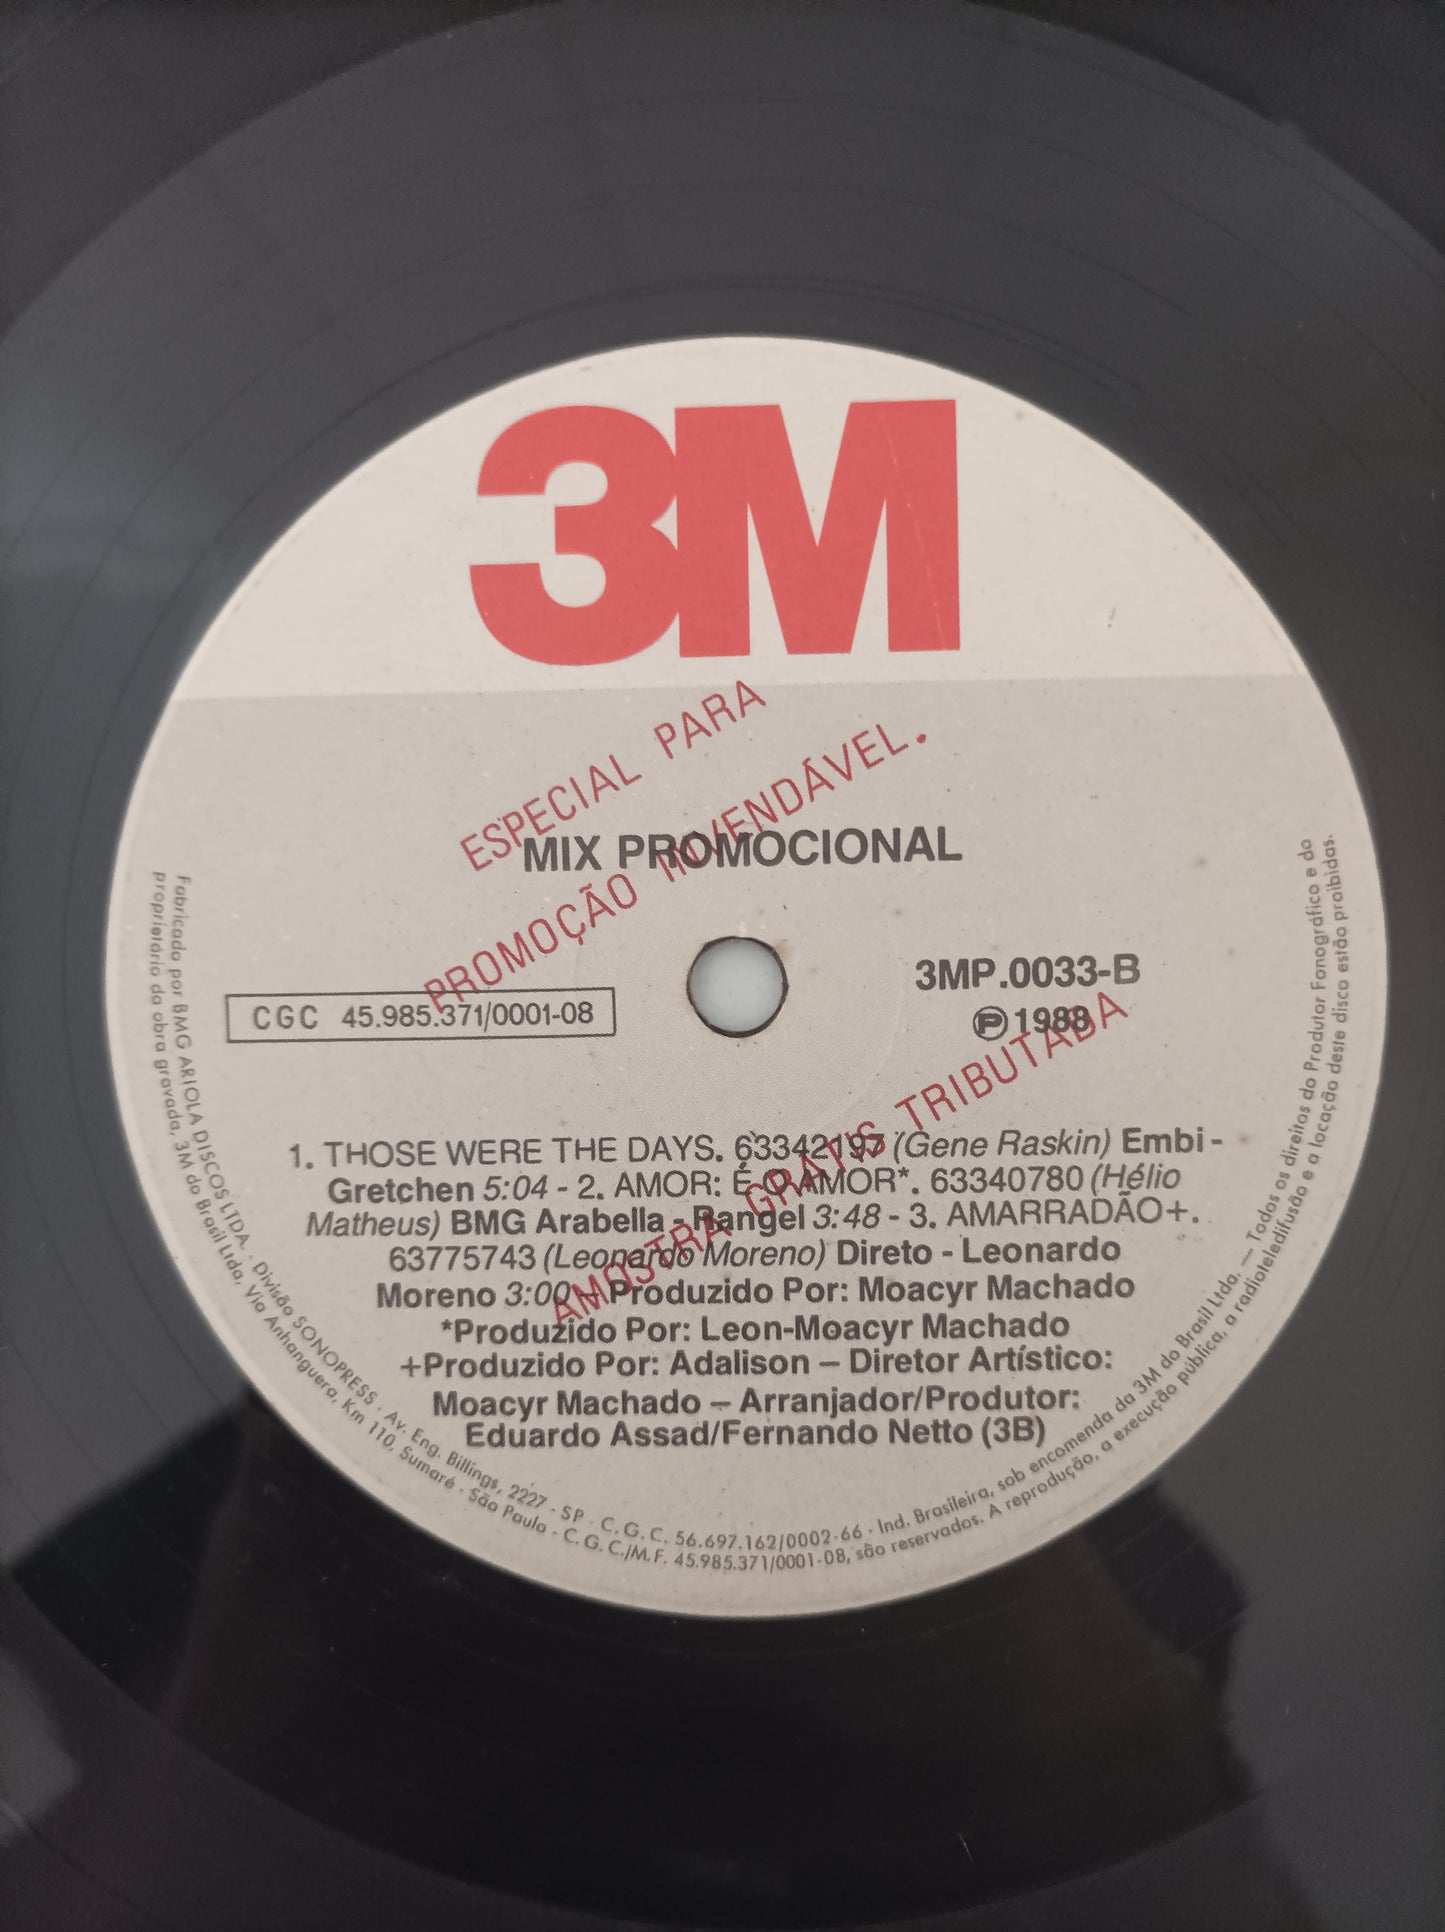 3M
ESPECIAL PARA
PROMOÇÃO INVENDÁVEL.
MIX PROMOCIONAL
CGC 45.985.371/0001-08
3MP.0033-B
Ⓟ 1988
AMOSTRA GRÁTIS TRIBUTADA
1. THOSE WERE THE DAYS. 63342197 (Gene Raskin) Embi -
Gretchen 5:04 - 2. AMOR: É O AMOR*. 63340780 (Hélio
Matheus) BMG Arabella - Rangel 3:48 - 3. AMARRADÃO+.
63775743 (Leonardo Moreno) Direto - Leonardo
Moreno 3:00 – Produzido Por: Moacyr Machado
*Produzido Por: Leon-Moacyr Machado
+Produzido Por: Adalison – Diretor Artístico:
Moacyr Machado – Arranjador/Produtor:
Eduardo Assad/Fernando Netto (3B)
Fabricado por BMG ARIOLA DISCOS LTDA. - Divisão SONOPRESS - Av. Eng. Billings, 2227 - SP - C. G. C. 56.697.162/0002-66 - Ind. Brasileira, sob encomenda da 3M do Brasil Ltda. — Todos os direitos do Produtor Fonográfico e do
proprietário da obra gravada, 3M do Brasil Ltda, Via Anhanguera, Km 110, Sumaré - São Paulo - C. G. C./M. F. 45.985.371/0001-08, são reservados. A reprodução, a execução pública, a radioteledifusão e a locação deste disco estão proibidas.